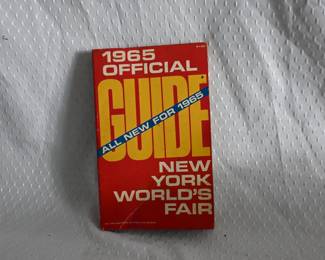 1965
OFFICIAL
GUIDE
ALL NEW FOR 1965
NEW
YORK
WORLD'S
FAIR